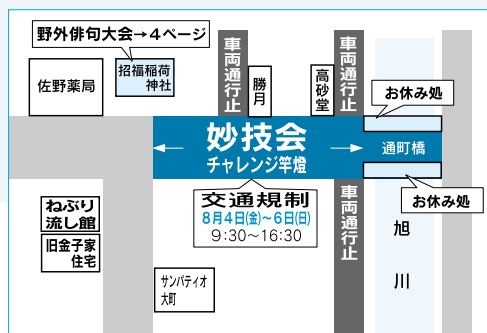 野外俳句大会→4ページ
佐野薬局
招福稲荷
神社
車両通行止
勝月
高砂堂
車両通行止
お休み処
妙技会
チャレンジ竿燈
通町橋
お休み処
交通規制
8月4日(金)~6日(日)
9:30~16:30
車両通行止
ねぶり
流し館
旧金子家
住宅
サンパティオ
大町
旭川